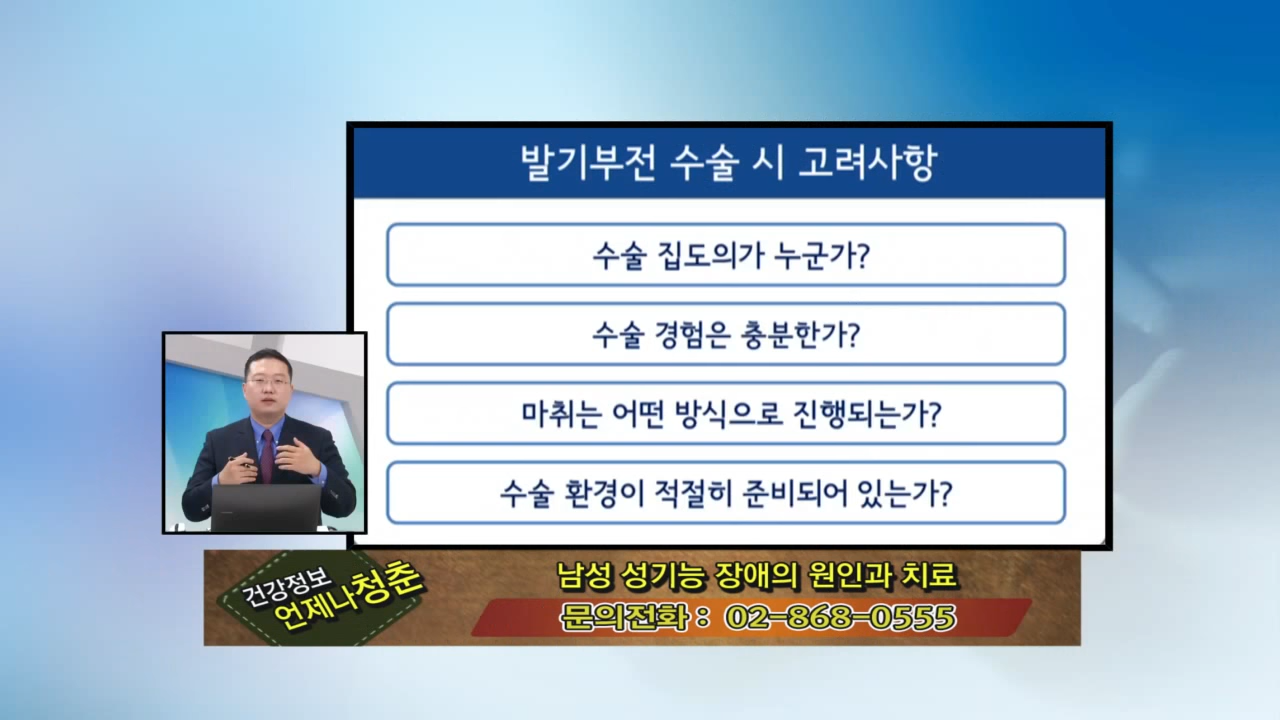 발기부전 수술 시 고려사항
수술 집도의가 누군가?
수술 경험은 충분한가?
마취는 어떤 방식으로 진행되는가?
수술 환경이 적절히 준비되어 있는가?
건강정보
언제나청춘
남성 성기능 장애의 원인과 치료
문의전화 : 02-868-0555